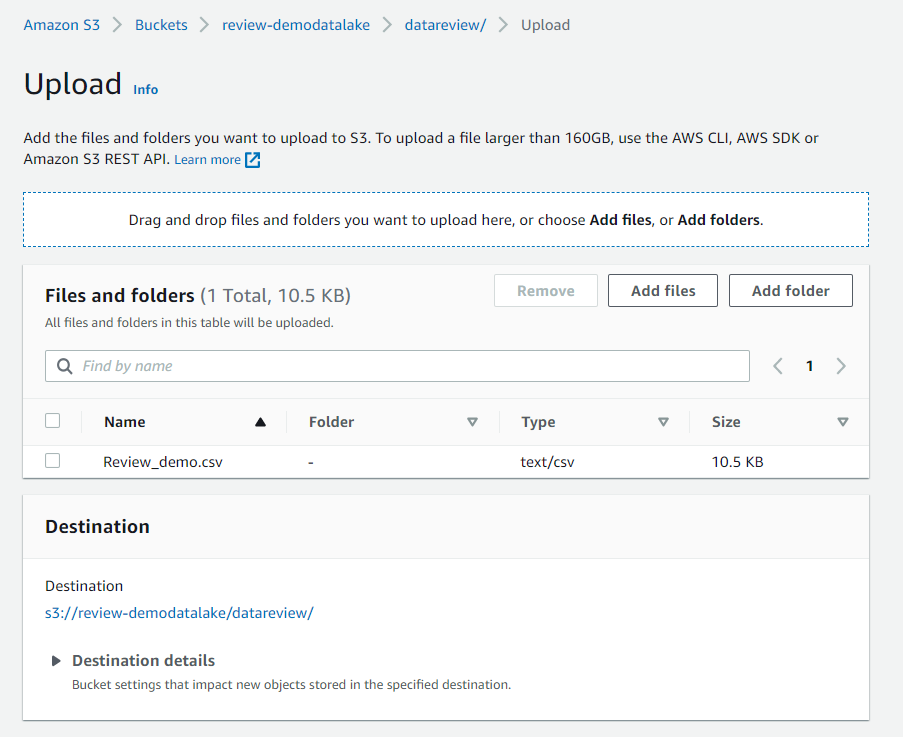 Amazon S3 > Buckets > review-demodatalake > datareview/ > Upload
Upload Info
Add the files and folders you want to upload to S3. To upload a file larger than 160GB, use the AWS CLI, AWS SDK or
Amazon S3 REST API. Learn more
Drag and drop files and folders you want to upload here, or choose Add files, or Add folders.
Files and folders (1 Total, 10.5 KB)
Remove
Add files
Add folder
All files and folders in this table will be uploaded.
Find by name
1
Name Folder Type Size
Review_demo.csv - text/csv 10.5 KB
Destination
Destination
s3://review-demodatalake/datareview/
Destination details
Bucket settings that impact new objects stored in the specified destination.